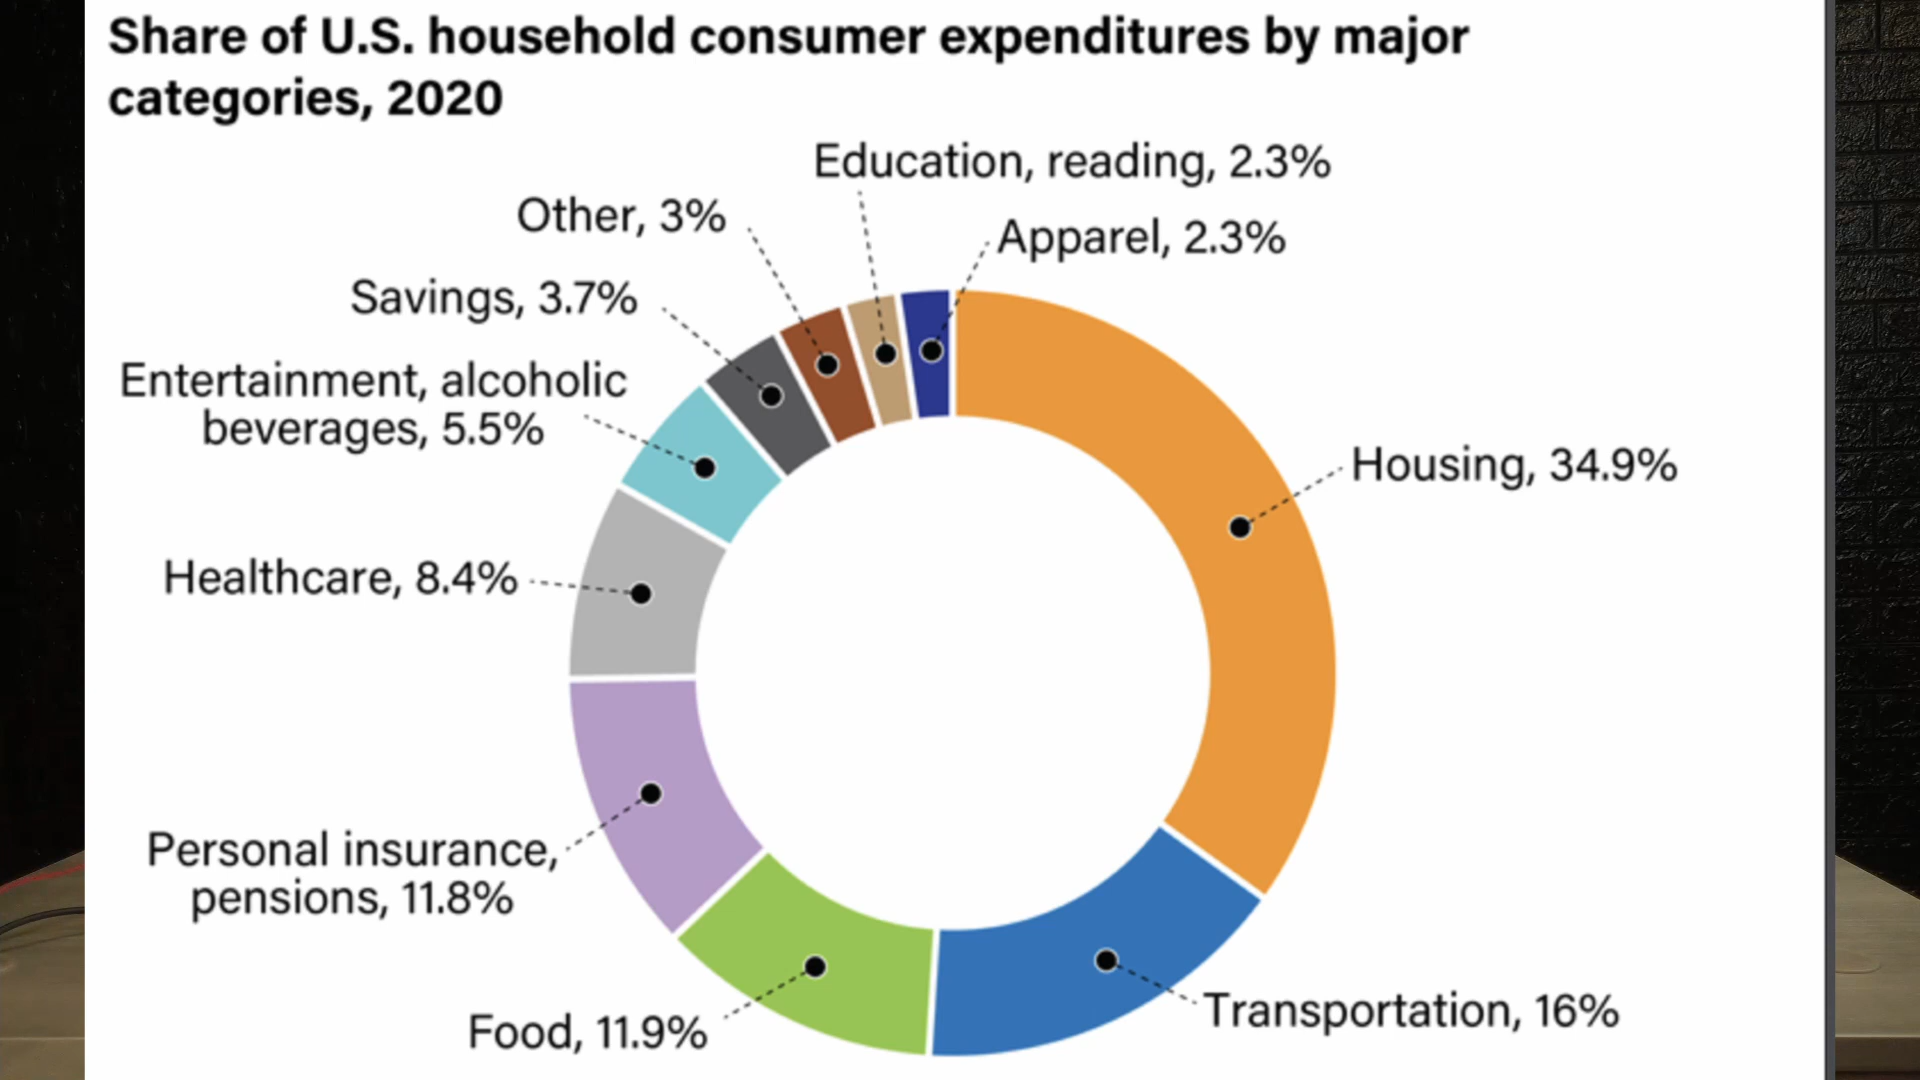 Share of U.S. household consumer expenditures by major
categories, 2020
Education, reading, 2.3%
Other, 3%
Apparel, 2.3%
Savings, 3.7%
Entertainment, alcoholic
beverages, 5.5%
Housing, 34.9%
Healthcare, 8.4%
Personal insurance,
pensions, 11.8%
Food, 11.9%
Transportation, 16%